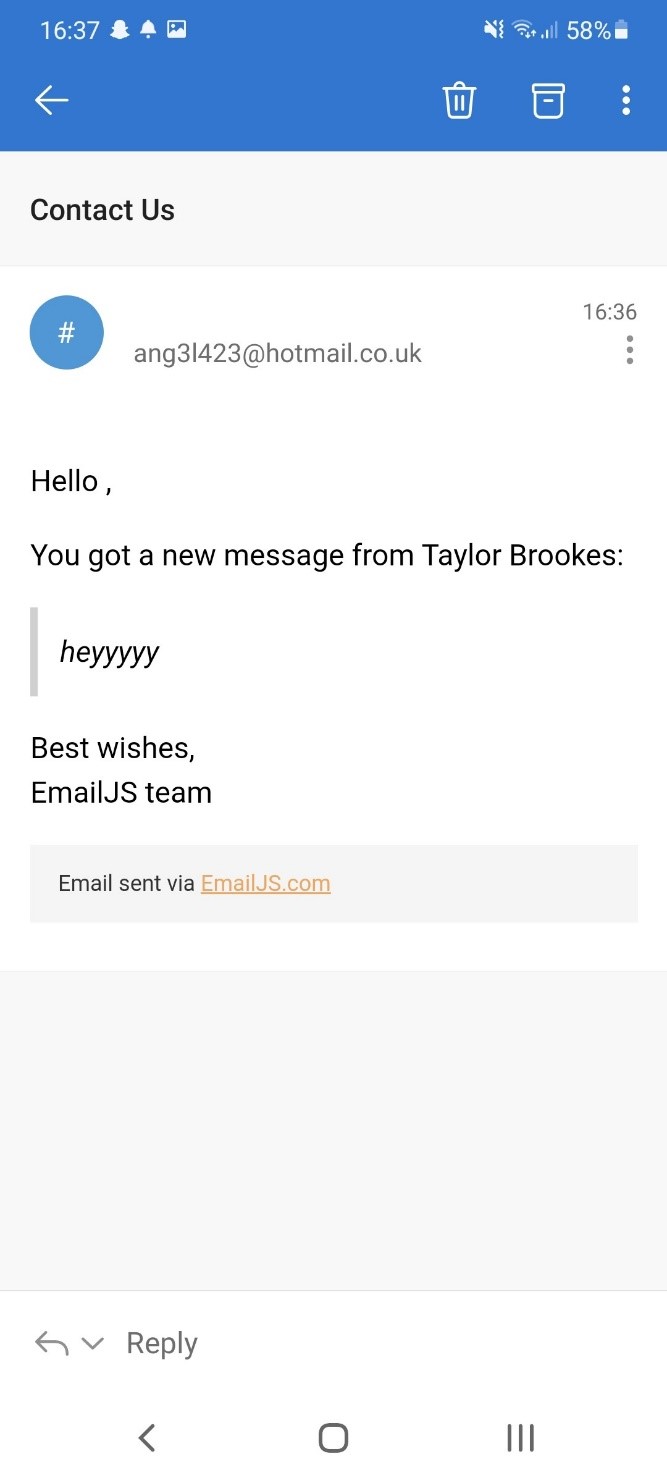 16:37 58%
Contact Us
#
16:36
ang3l423@hotmail.co.uk
Hello ,
You got a new message from Taylor Brookes:
heyyyyy
Best wishes,
EmailJS team
Email sent via EmailJS.com
Reply